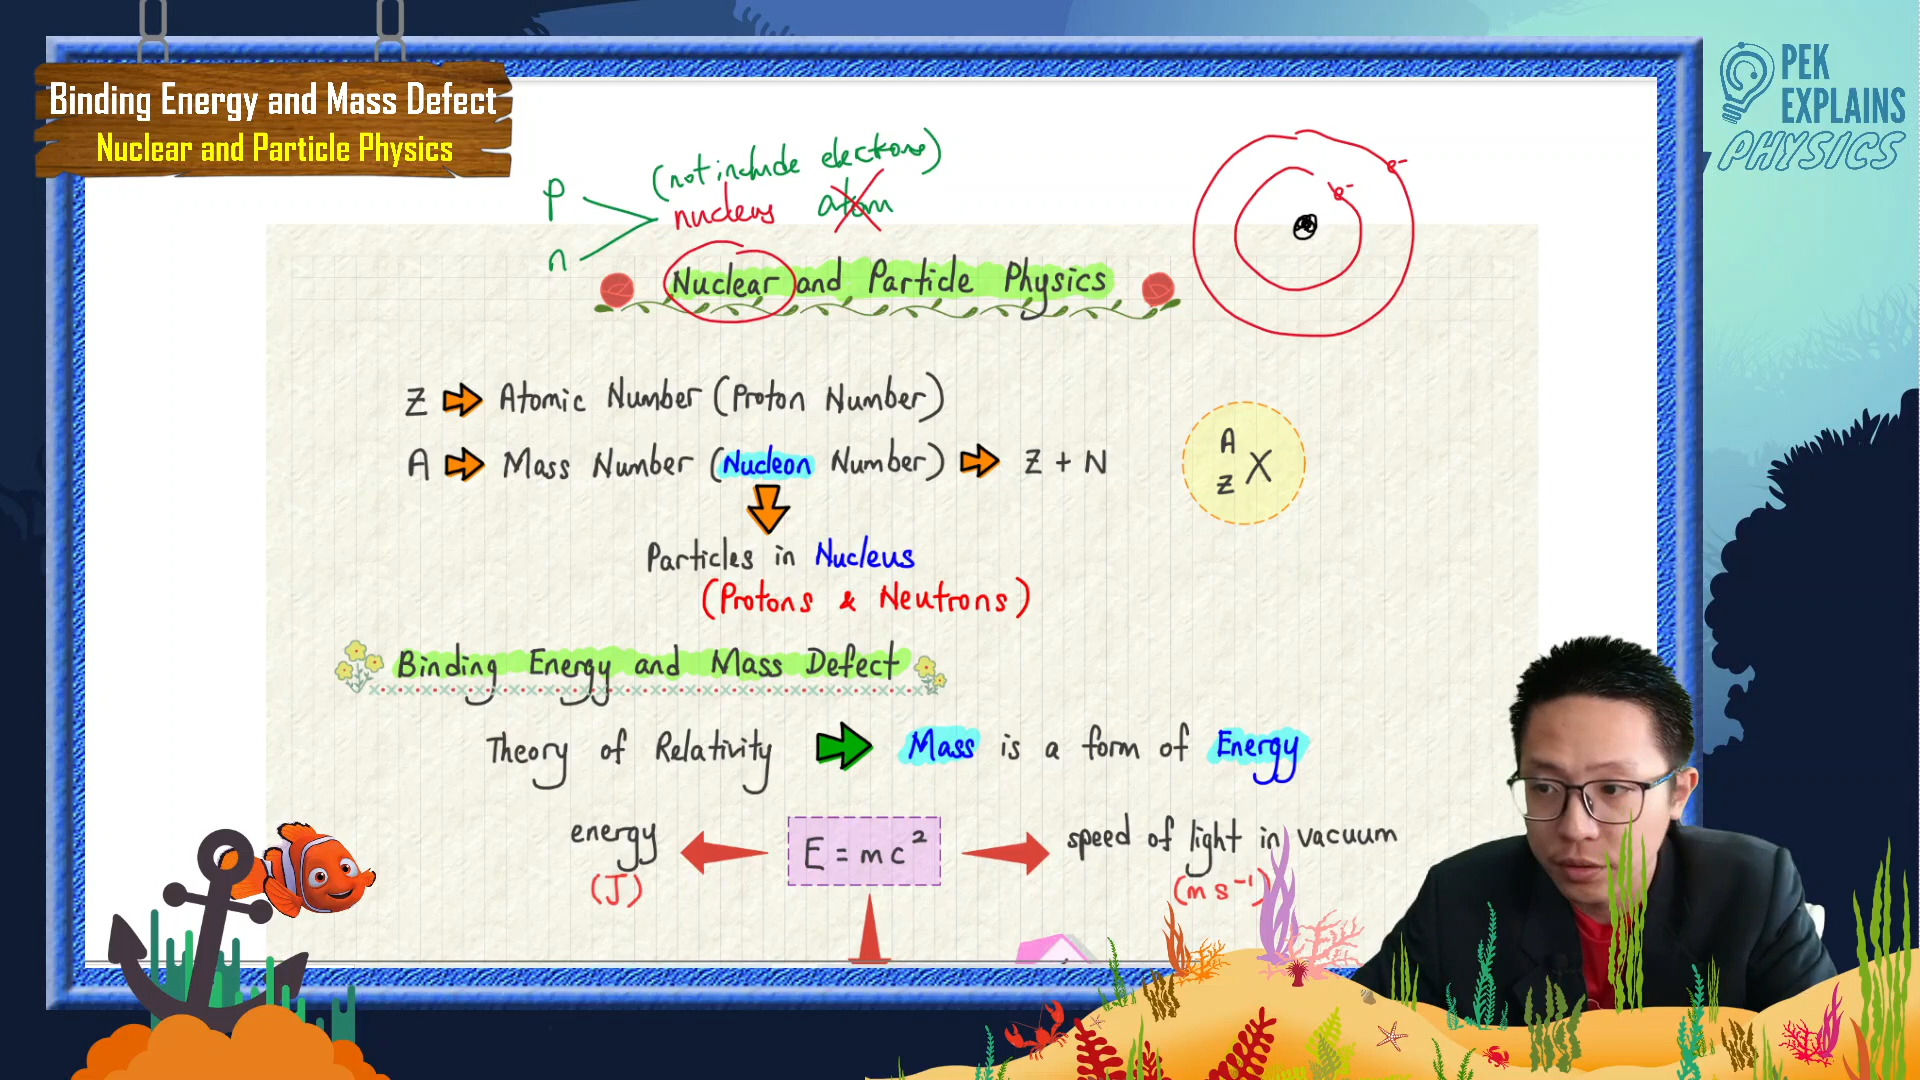 Binding Energy and Mass Defect
Nuclear and Particle Physics
PEK
EXPLAINS
PHYSICS
(not include electrons)
P
nucleus atom
n
e-
e-
Nuclear and Particle Physics
Z Atomic Number (Proton Number)
A Mass Number (Nucleon Number) Z + N
A
Z X
Particles in Nucleus
(Protons & Neutrons)
Binding Energy and Mass Defect
Theory of Relativity Mass is a form of Energy
energy E = mc² speed of light in vacuum
(J) (m s⁻¹)